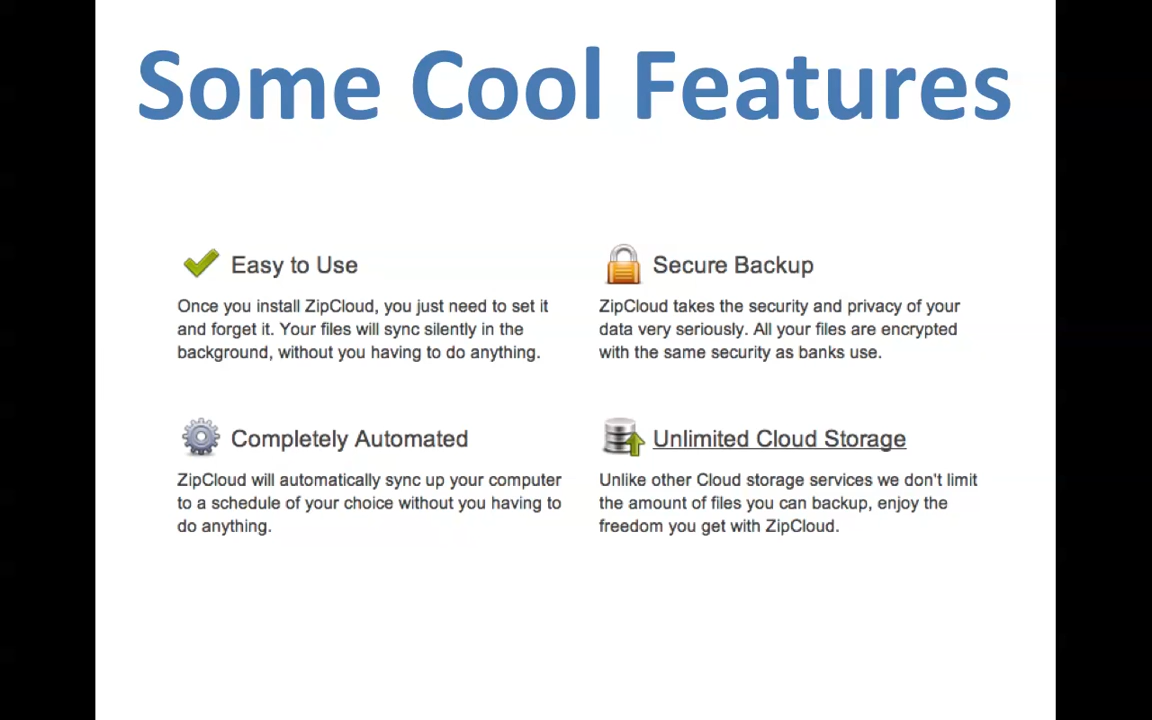 Some Cool Features
Easy to Use
Once you install ZipCloud, you just need to set it
and forget it. Your files will sync silently in the
background, without you having to do anything.
Secure Backup
ZipCloud takes the security and privacy of your
data very seriously. All your files are encrypted
with the same security as banks use.
Completely Automated
ZipCloud will automatically sync up your computer
to a schedule of your choice without you having to
do anything.
Unlimited Cloud Storage
Unlike other Cloud storage services we don't limit
the amount of files you can backup, enjoy the
freedom you get with ZipCloud.